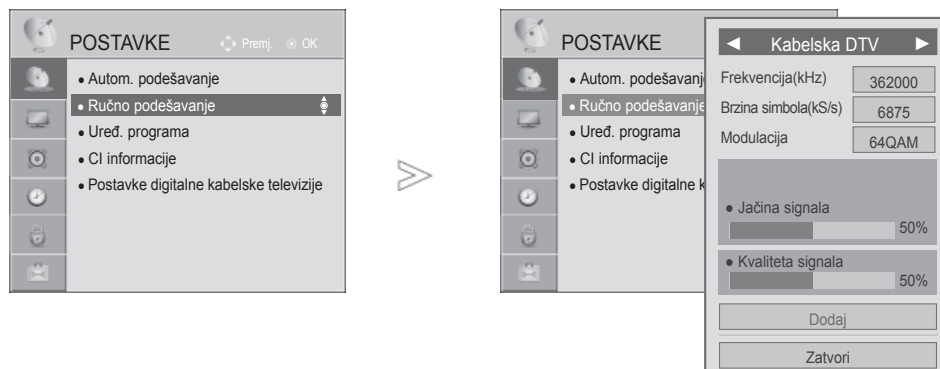 POSTAVKE Premj. OK
• Autom. podešavanje
• Ručno podešavanje
• Uređ. programa
• CI informacije
• Postavke digitalne kabelske televizije
POSTAVKE
• Autom. podešavanj
• Ručno podešavanje
• Uređ. programa
• CI informacije
• Postavke digitalne k
◄ Kabelska DTV ►
Frekvencija(kHz) 362000
Brzina simbola(kS/s) 6875
Modulacija 64QAM
• Jačina signala
50%
• Kvaliteta signala
50%
Dodaj
Zatvori